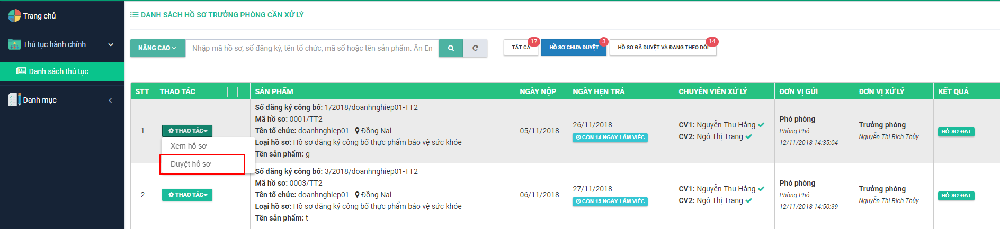 Trang chủ
Thủ tục hành chính
Danh sách thủ tục
Danh mục
DANH SÁCH HỒ SƠ TRƯỞNG PHÒNG CẦN XỬ LÝ
NÂNG CAO
Nhập mã hồ sơ, số đăng ký, tên tổ chức, mã số hoặc tên sản phẩm. Ấn En
TẤT CẢ
17
HỒ SƠ CHƯA DUYỆT
3
HỒ SƠ ĐÃ DUYỆT VÀ ĐANG THEO DÕI
14
STT THAO TÁC SẢN PHẨM NGÀY NỘP NGÀY HẸN TRẢ CHUYÊN VIÊN XỬ LÝ ĐƠN VỊ GỬI ĐƠN VỊ XỬ LÝ KẾT QUẢ
1
THAO TÁC
Xem hồ sơ
Duyệt hồ sơ
Số đăng ký công bố: 1/2018/doanhnghiep01-TT2
Mã hồ sơ: 0001/TT2
Tên tổ chức: doanhnghiep01 - Đồng Nai
Loại hồ sơ: Hồ sơ đăng ký công bố thực phẩm bảo vệ sức khỏe
Tên sản phẩm: g
05/11/2018
26/11/2018
CÒN 14 NGÀY LÀM VIỆC
CV1: Nguyễn Thu Hằng
CV2: Ngô Thị Trang
Phó phòng
Phòng Phó
12/11/2018 14:35:04
Trưởng phòng
Nguyễn Thị Bích Thủy
HỒ SƠ ĐẠT
2
THAO TÁC
Số đăng ký công bố: 3/2018/doanhnghiep01-TT2
Mã hồ sơ: 0003/TT2
Tên tổ chức: doanhnghiep01 - Đồng Nai
Loại hồ sơ: Hồ sơ đăng ký công bố thực phẩm bảo vệ sức khỏe
Tên sản phẩm: t
06/11/2018
27/11/2018
CÒN 15 NGÀY LÀM VIỆC
CV1: Nguyễn Thu Hằng
CV2: Ngô Thị Trang
Phó phòng
Phòng Phó
12/11/2018 14:50:39
Trưởng phòng
Nguyễn Thị Bích Thủy
HỒ SƠ ĐẠT